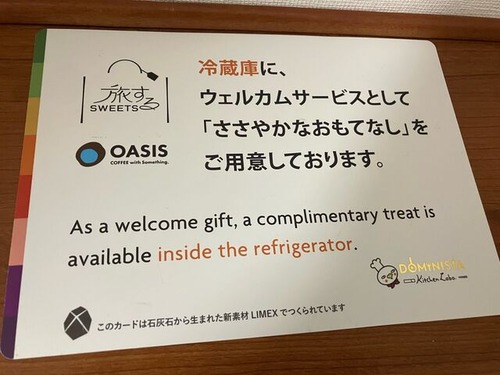 旅する
SWEETS
OASIS
COFFEE with Something.
冷蔵庫に、
ウェルカムサービスとして
「ささやかなおもてなし」を
ご用意しております。
As a welcome gift, a complimentary treat is
available inside the refrigerator.
DOMINISTA
Kitchen Labo.
このカードは石灰石から生まれた新素材 LIMEX でつくられています